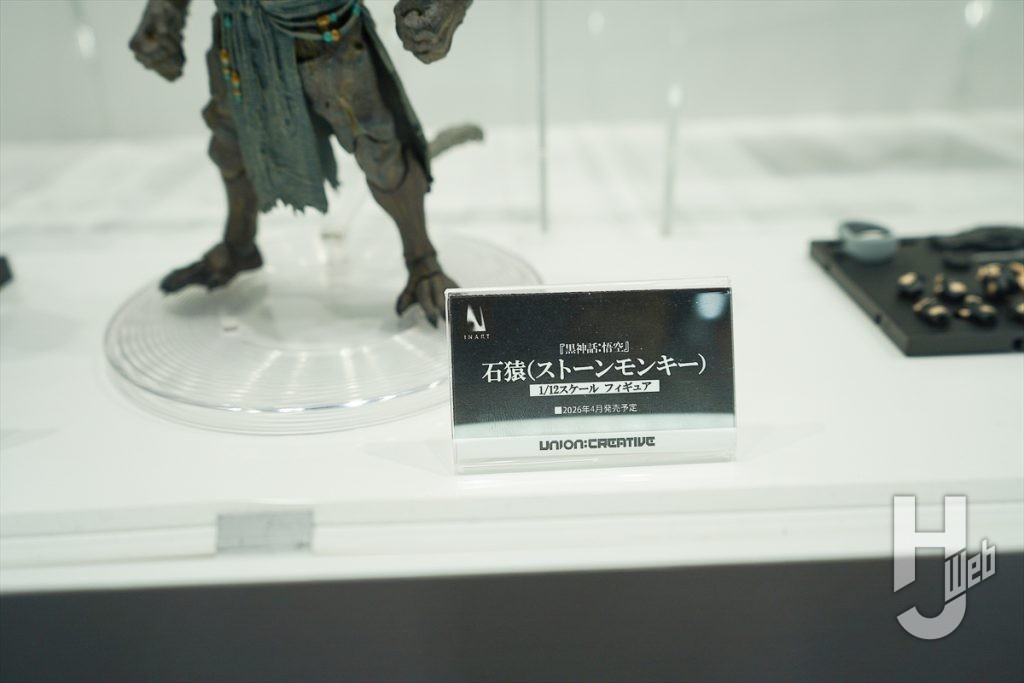 INART
『黒神話:悟空』
石猿(ストーンモンキー)
1/12スケール フィギュア
■2026年4月発売予定
UNION:CREATIVE
HJ Web